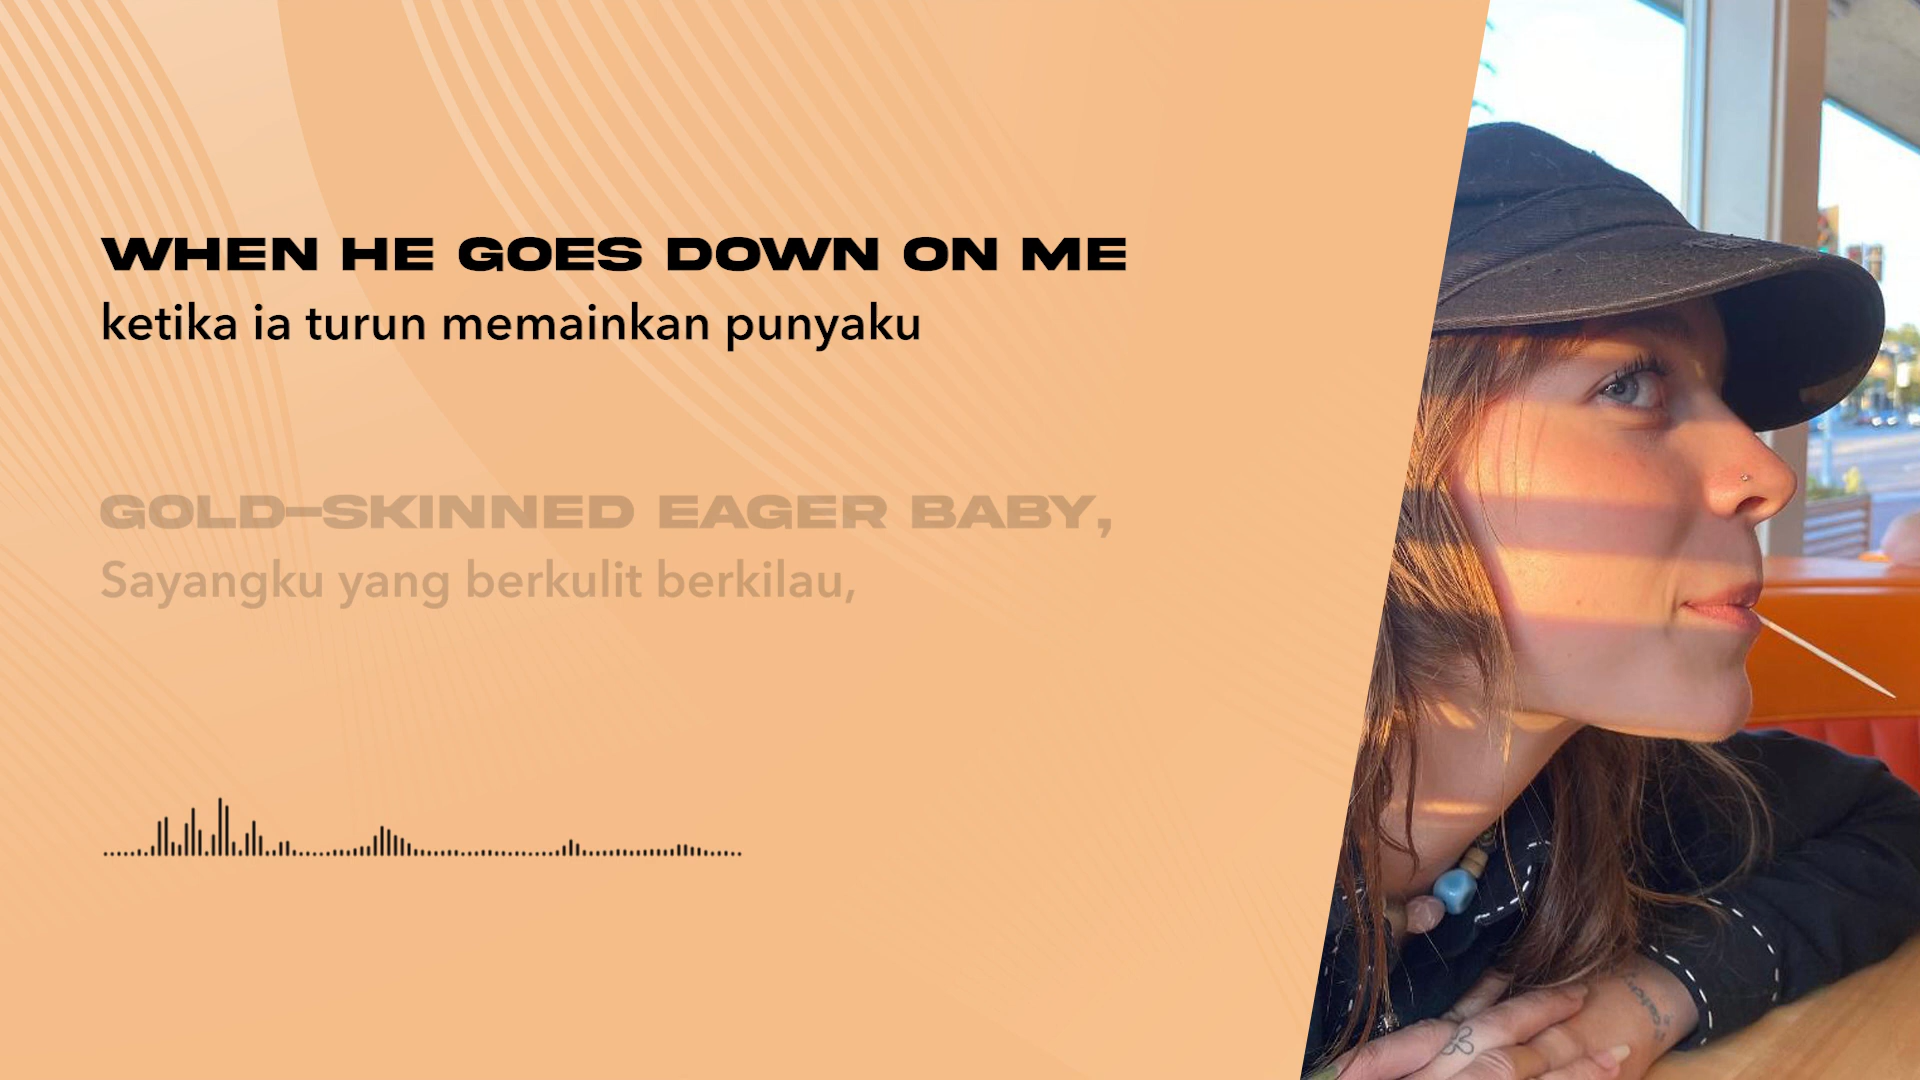 WHEN HE GOES DOWN ON ME
ketika ia turun memainkan punyaku
GOLD-SKINNED EAGER BABY,
Sayangku yang berkulit berkilau,